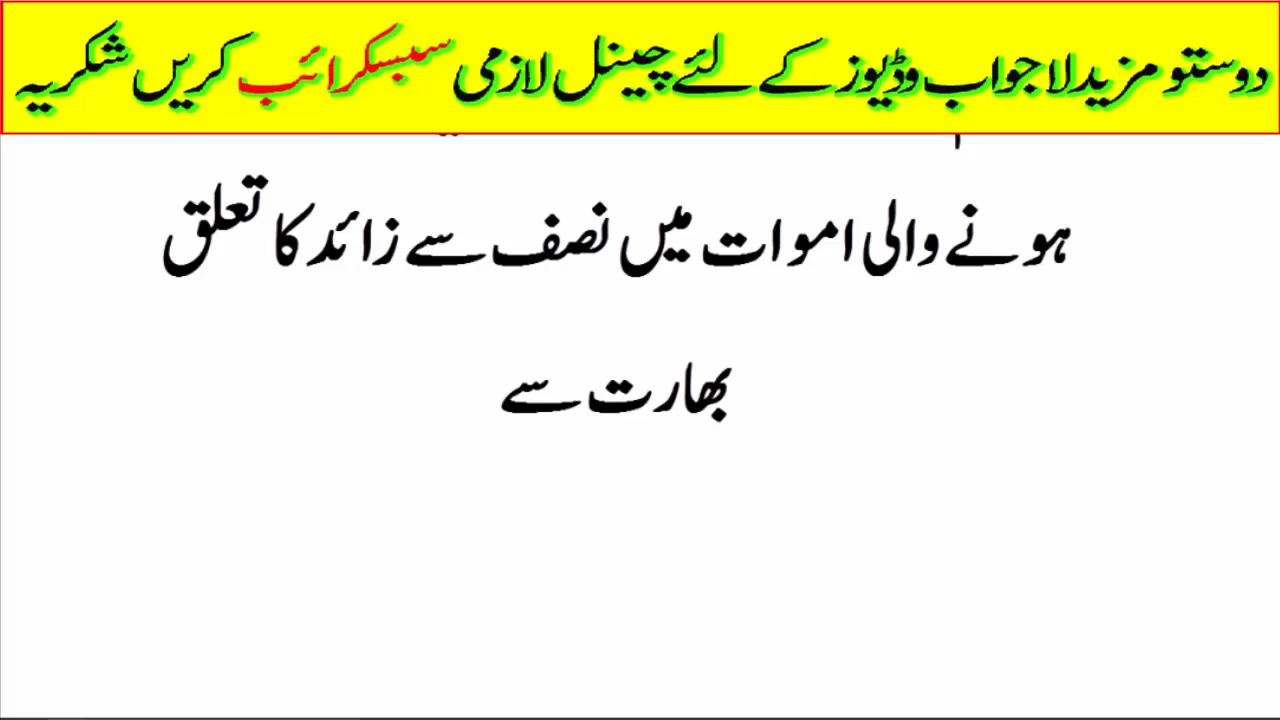 دوستو مزید لاجواب وڈیوز کے لئے چینل لازمی سبسکرائب کریں شکریہ
ہونے والی اموات میں نصف سے زائد کا تعلق
بھارت سے